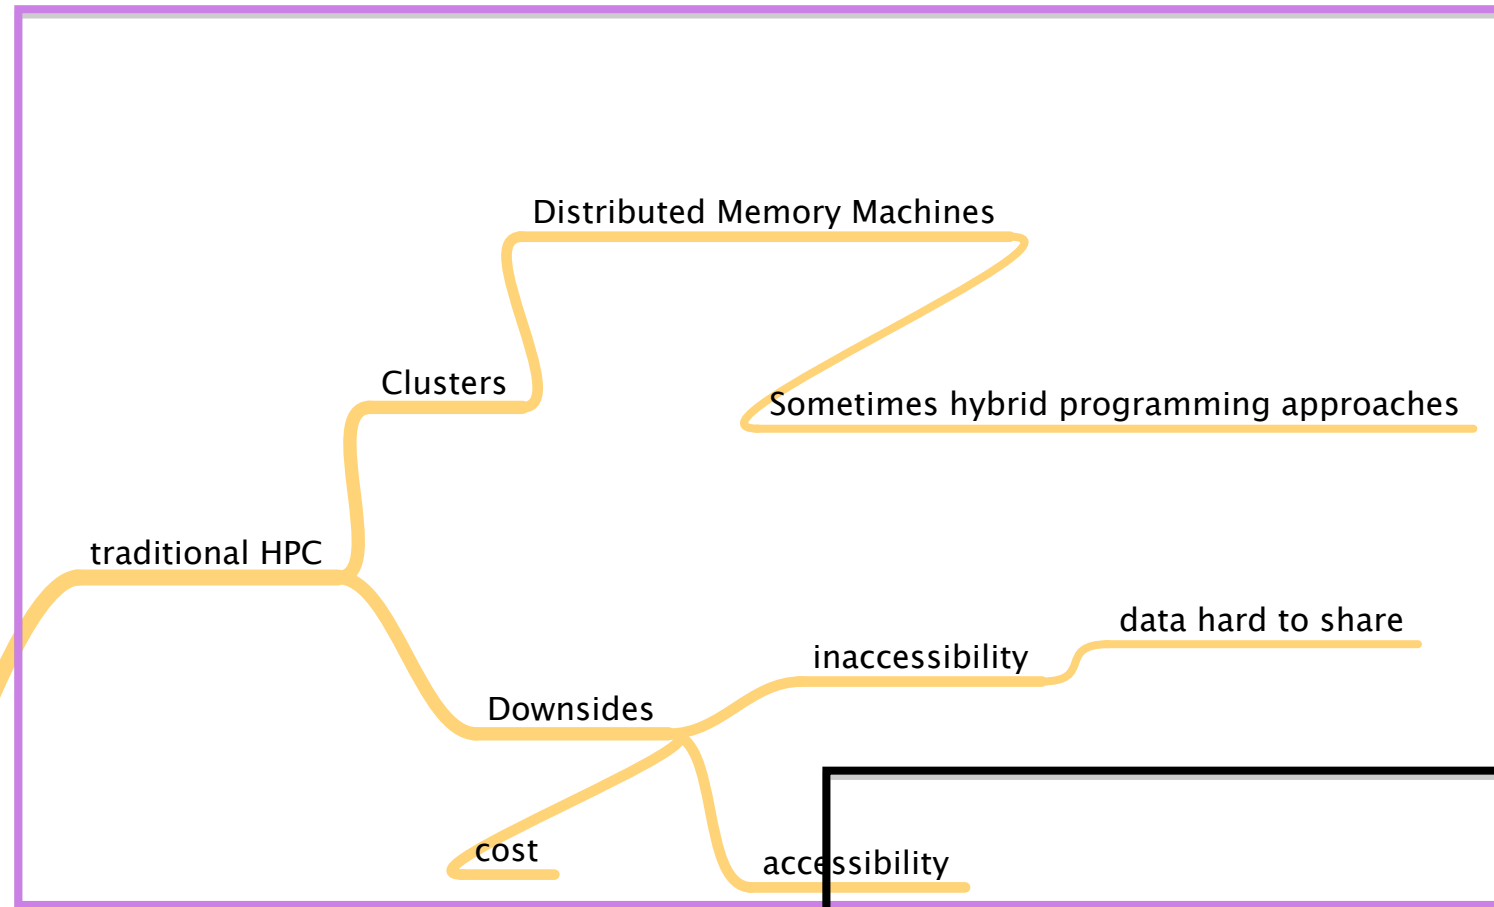 Distributed Memory Machines
Clusters
Sometimes hybrid programming approaches
traditional HPC
data hard to share
inaccessibility
Downsides
cost
accessibility